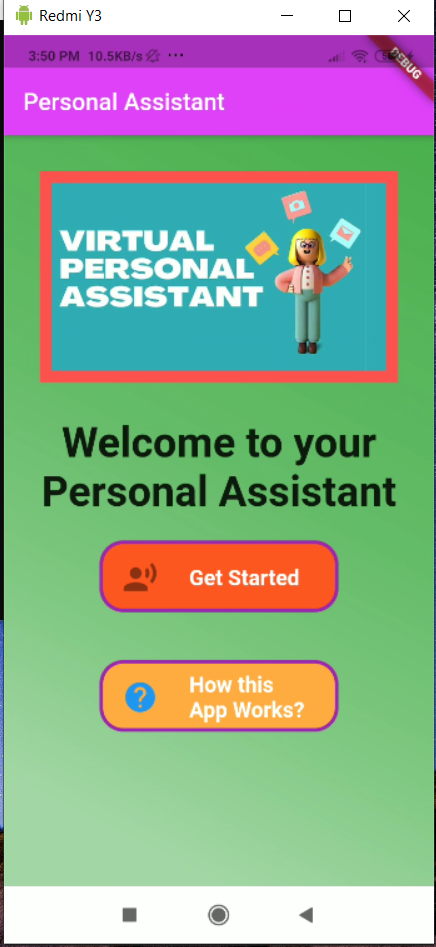 Redmi Y3
3:50 PM 10.5KB/s
DEBUG
Personal Assistant
VIRTUAL
PERSONAL
ASSISTANT
Welcome to your
Personal Assistant
Get Started
How this
App Works?